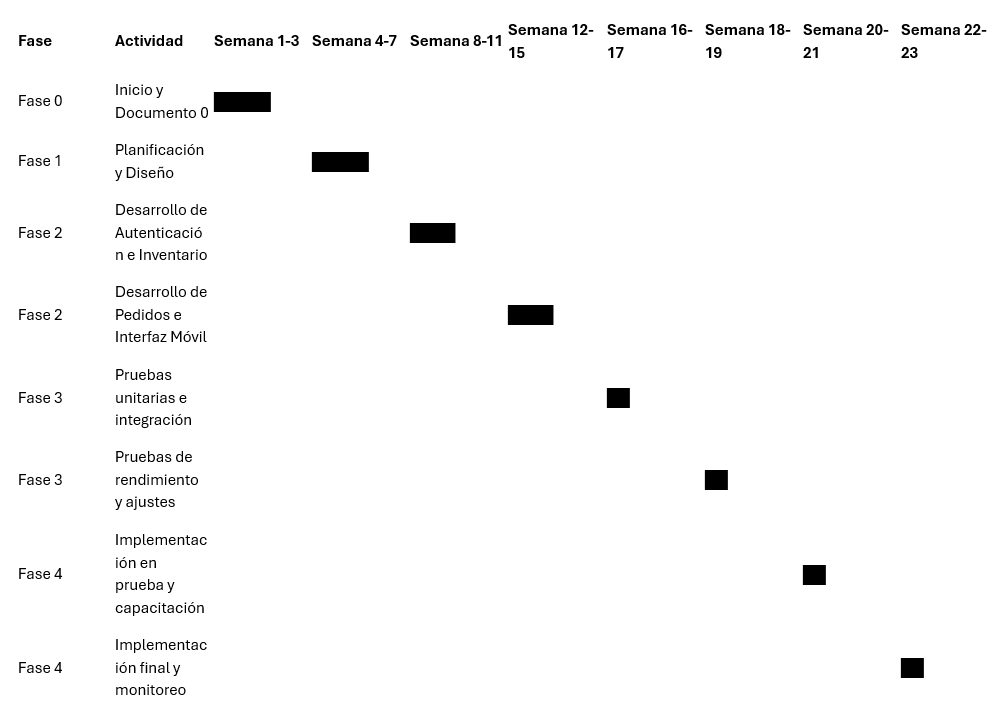 Fase
Actividad
Semana 1-3
Semana 4-7
Semana 8-11
Semana 12-
15
Semana 16-
17
Semana 18-
19
Semana 20-
21
Semana 22-
23
Fase 0
Inicio y
Documento 0
Fase 1
Planificación
y Diseño
Fase 2
Desarrollo de
Autenticació
n e Inventario
Fase 2
Desarrollo de
Pedidos e
Interfaz Móvil
Fase 3
Pruebas
unitarias e
integración
Fase 3
Pruebas de
rendimiento
y ajustes
Fase 4
Implementac
ión en
prueba y
capacitación
Fase 4
Implementac
ión final y
monitoreo